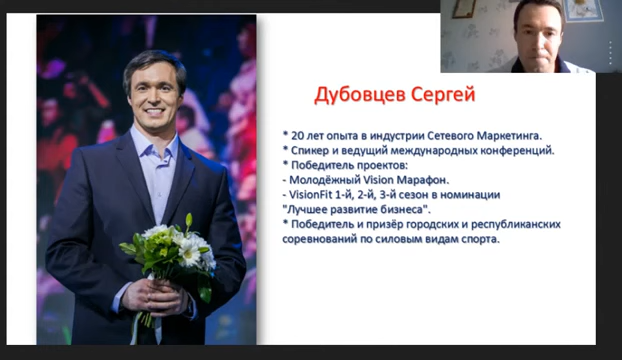 Дубовцев Сергей
* 20 лет опыта в индустрии Сетевого Маркетинга.
* Спикер и ведущий международных конференций.
* Победитель проектов:
- Молодёжный Vision Марафон.
- VisionFit 1-й, 2-й, 3-й сезон в номинации
"Лучшее развитие бизнеса".
* Победитель и призёр городских и республиканских
соревнований по силовым видам спорта.